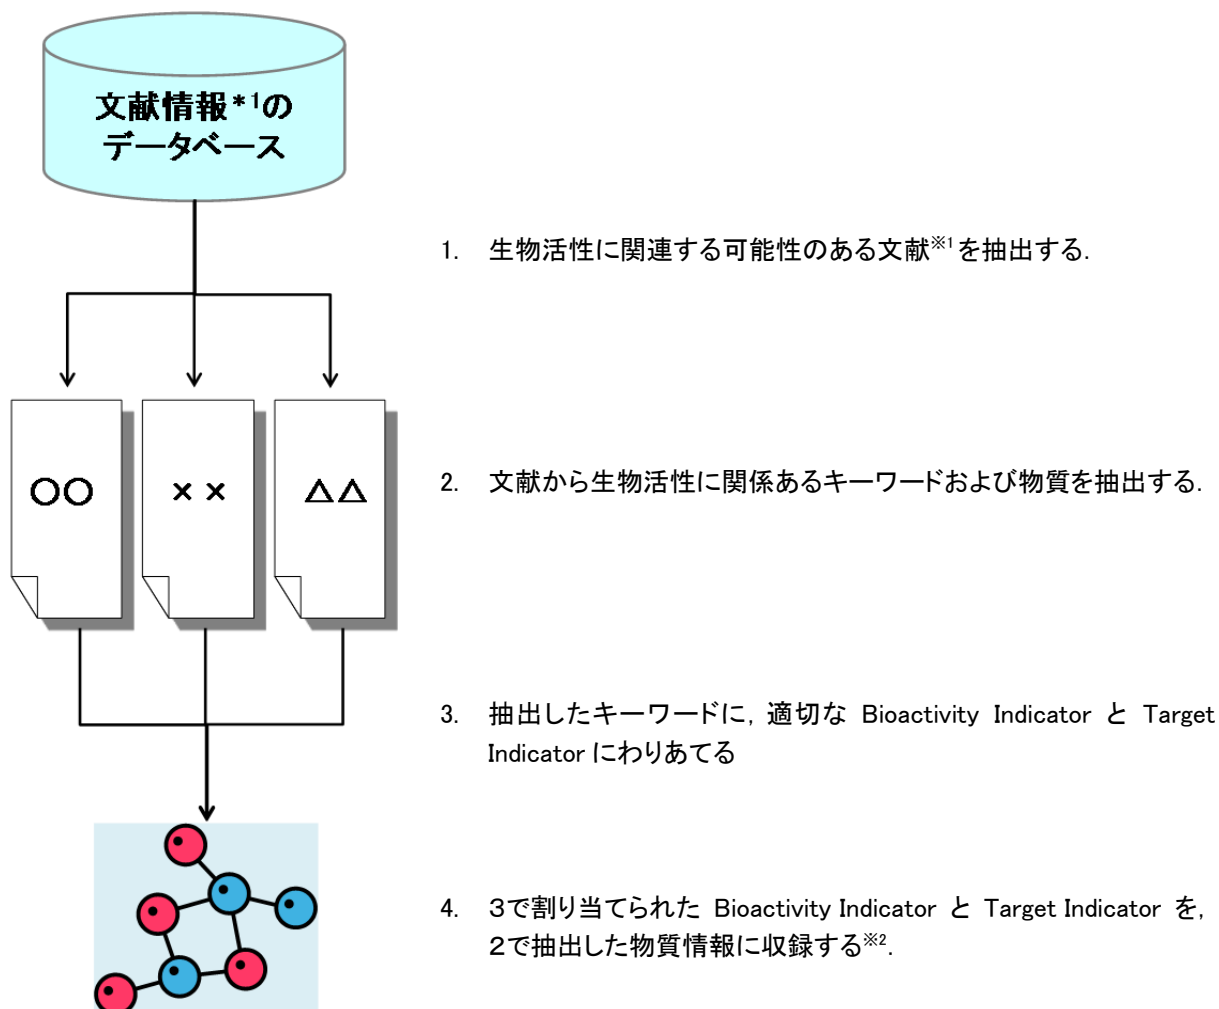 文献情報*1の
データベース
1. 生物活性に関連する可能性のある文献※1を抽出する.
○○
××
△△
2. 文献から生物活性に関係あるキーワードおよび物質を抽出する.
3. 抽出したキーワードに, 適切な Bioactivity Indicator と Target
Indicator にわりあてる
4. 3で割り当てられた Bioactivity Indicator と Target Indicator を,
2で抽出した物質情報に収録する※2.